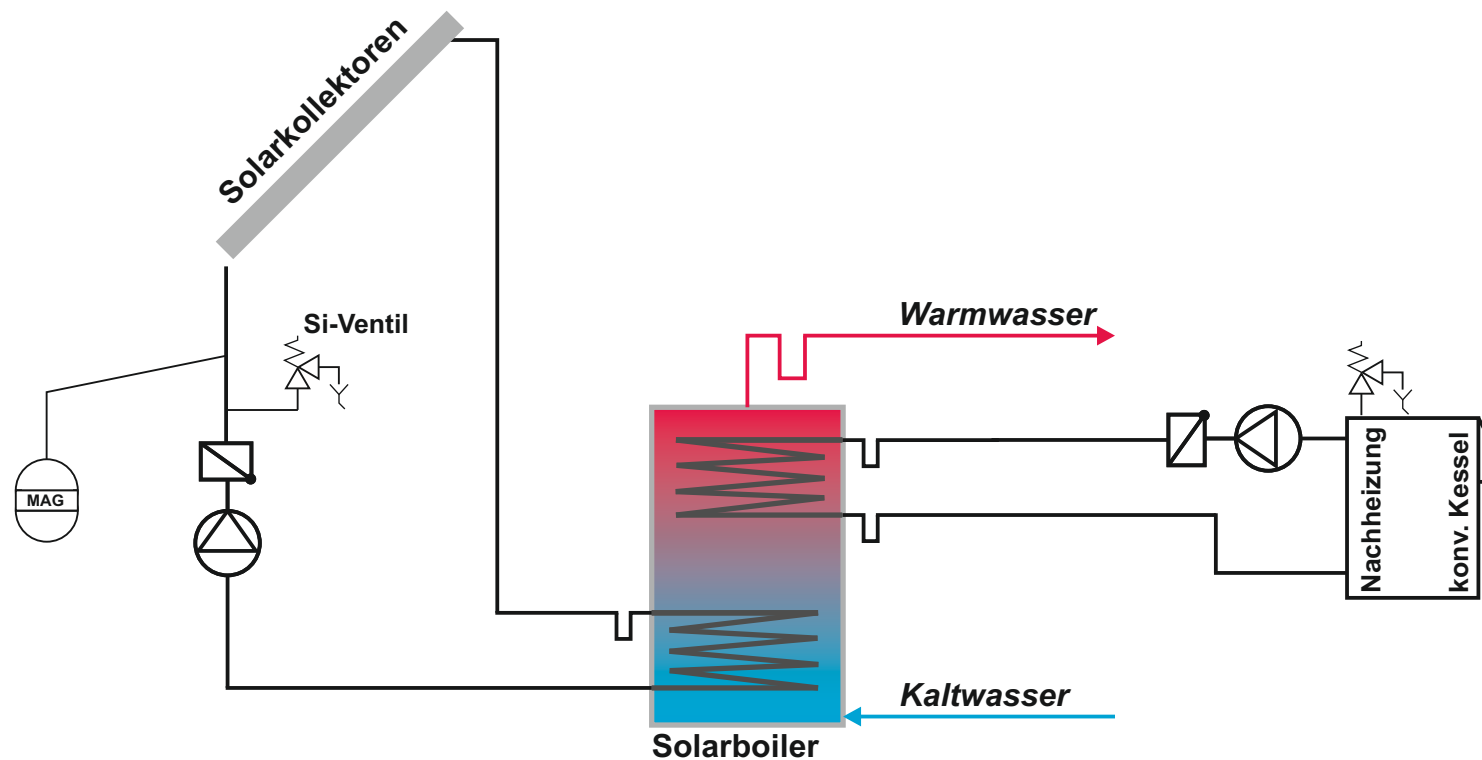 Solarkollektoren
Si-Ventil
Warmwasser
MAG
Nachheizung
konv. Kessel
Kaltwasser
Solarboiler